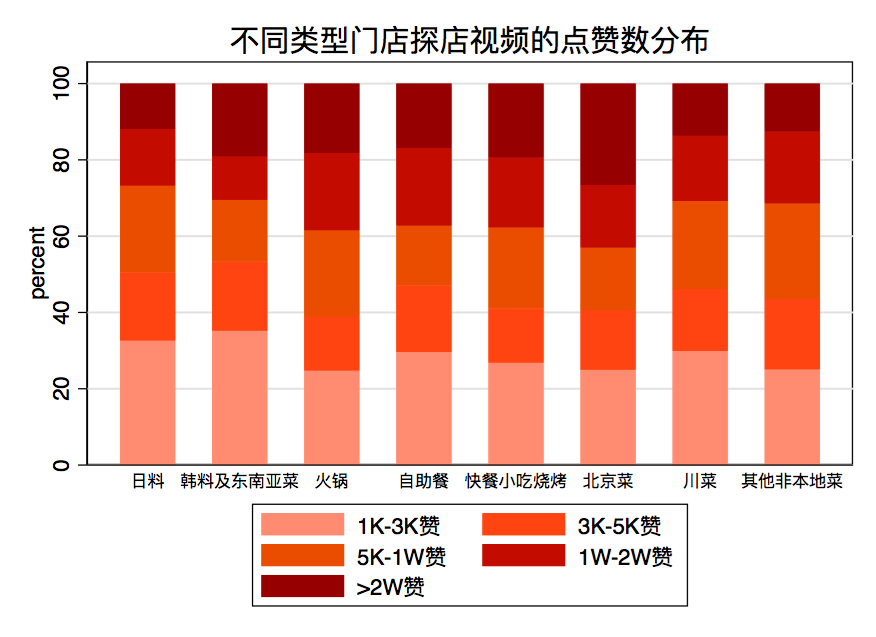 不同类型门店探店视频的点赞数分布
percent
100
80
60
40
20
0
日料 韩料及东南亚菜 火锅 自助餐 快餐小吃烧烤 北京菜 川菜 其他非本地菜
1K-3K赞 3K-5K赞
5K-1W赞 1W-2W赞
>2W赞